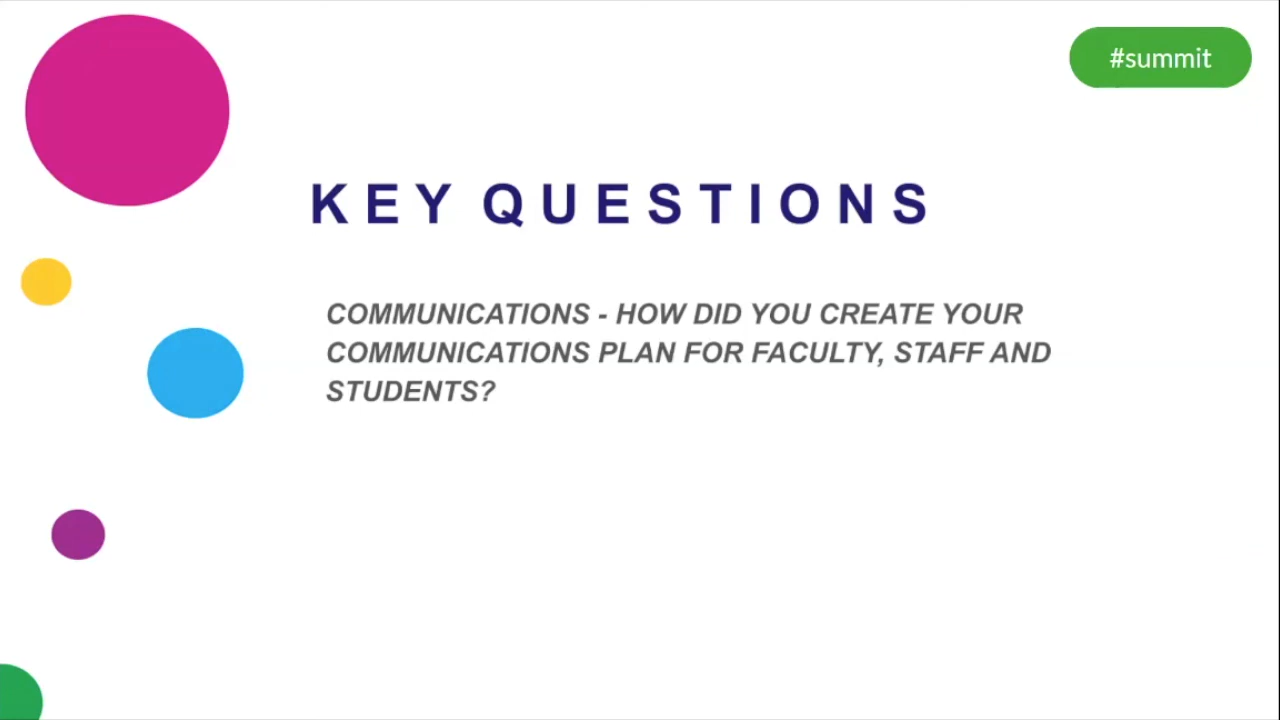 #summit
KEY QUESTIONS
COMMUNICATIONS - HOW DID YOU CREATE YOUR
COMMUNICATIONS PLAN FOR FACULTY, STAFF AND
STUDENTS?